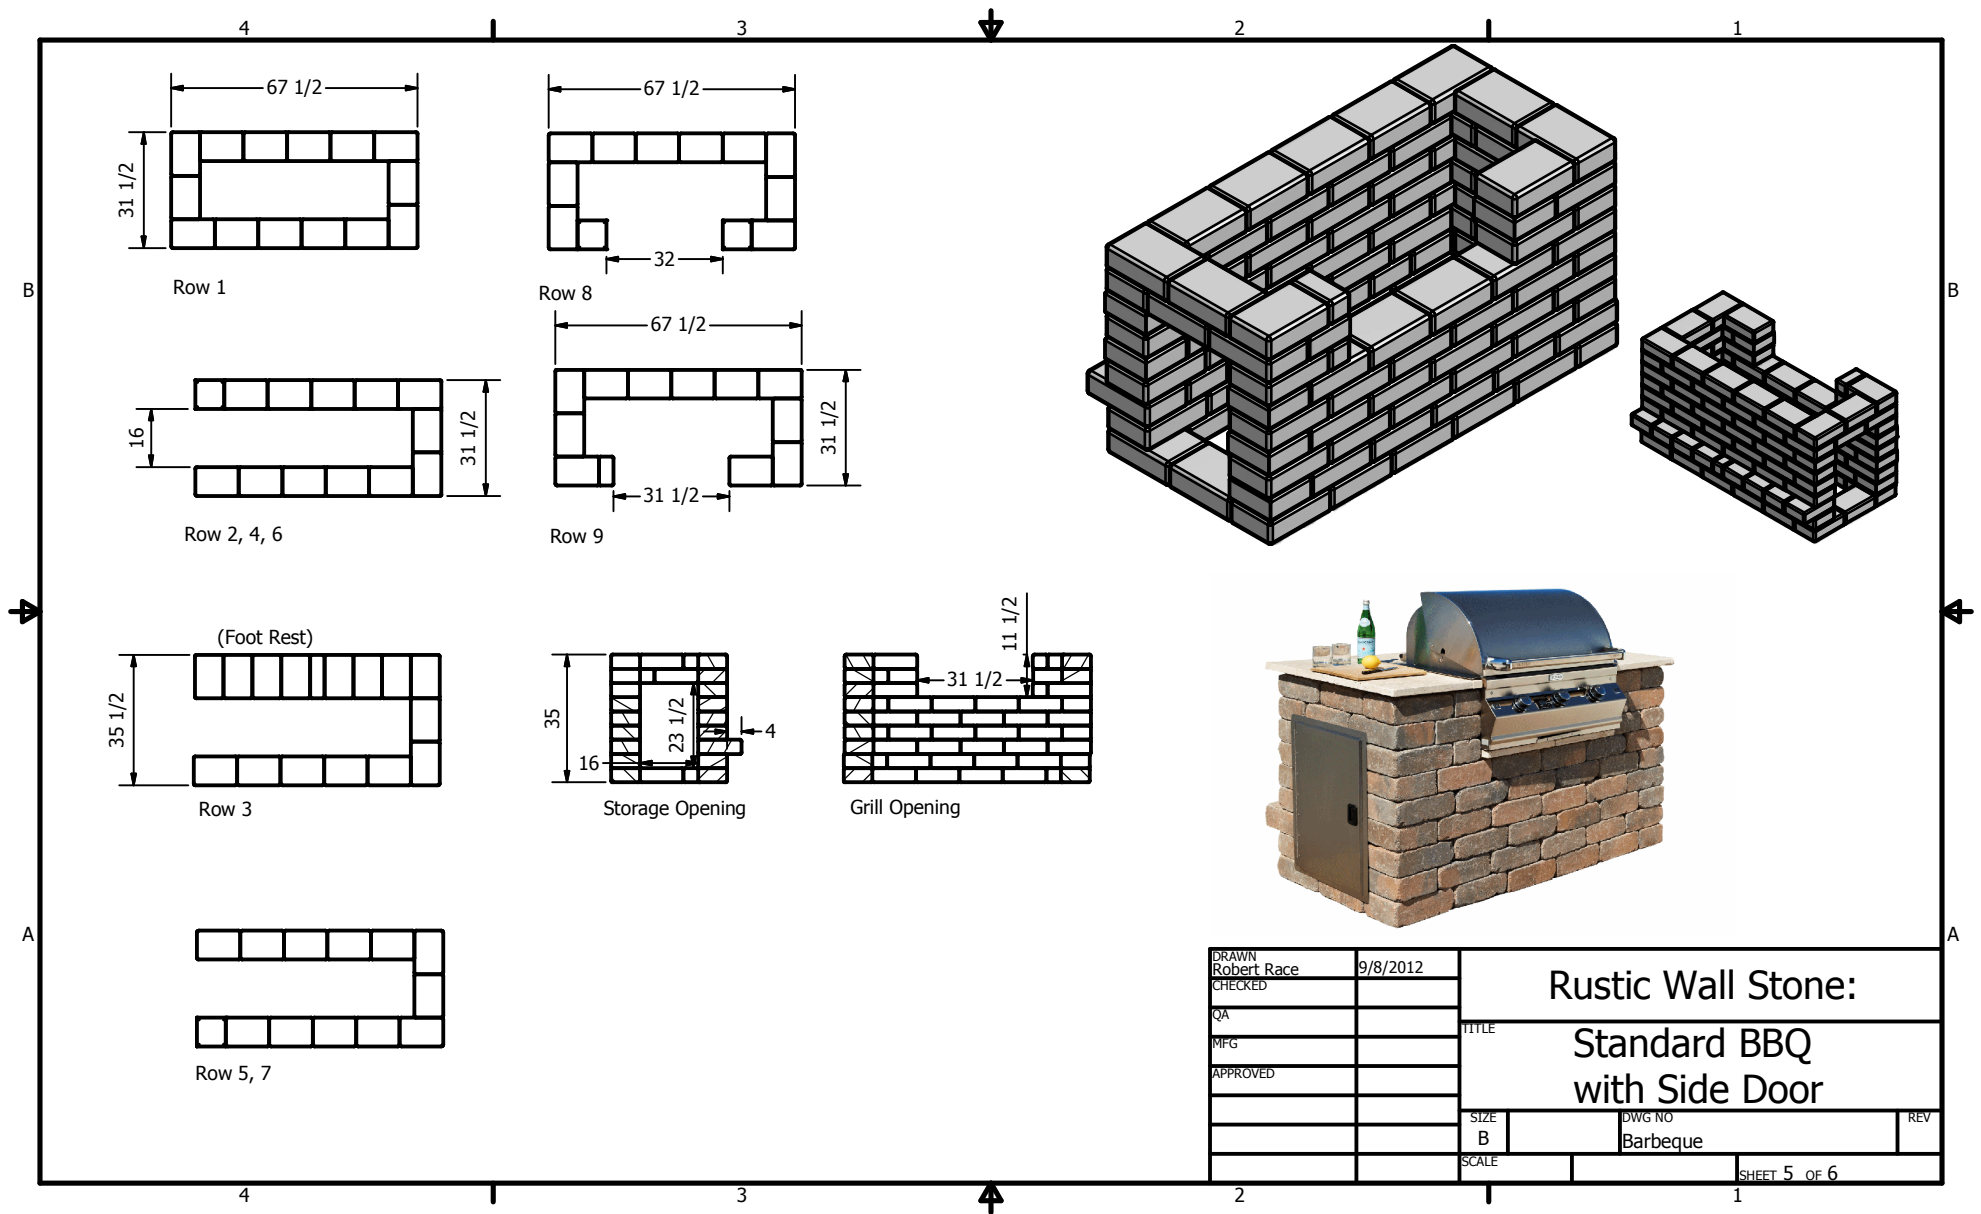 4 3 2 1
67 1/2
67 1/2
31 1/2
32
Row 1
Row 8
B
B
67 1/2
16
31 1/2
31 1/2
31 1/2
Row 2, 4, 6
Row 9
(Foot Rest)
35 1/2
Row 3
35
16
23 1/2
4
Storage Opening
11 1/2
31 1/2
Grill Opening
A
A
Row 5, 7
DRAWN
Robert Race
9/8/2012
CHECKED
QA
MFG
APPROVED
Rustic Wall Stone:
TITLE
Standard BBQ
with Side Door
SIZE
B
DWG NO
Barbeque
REV
SCALE
SHEET 5 OF 6
4 3 2 1